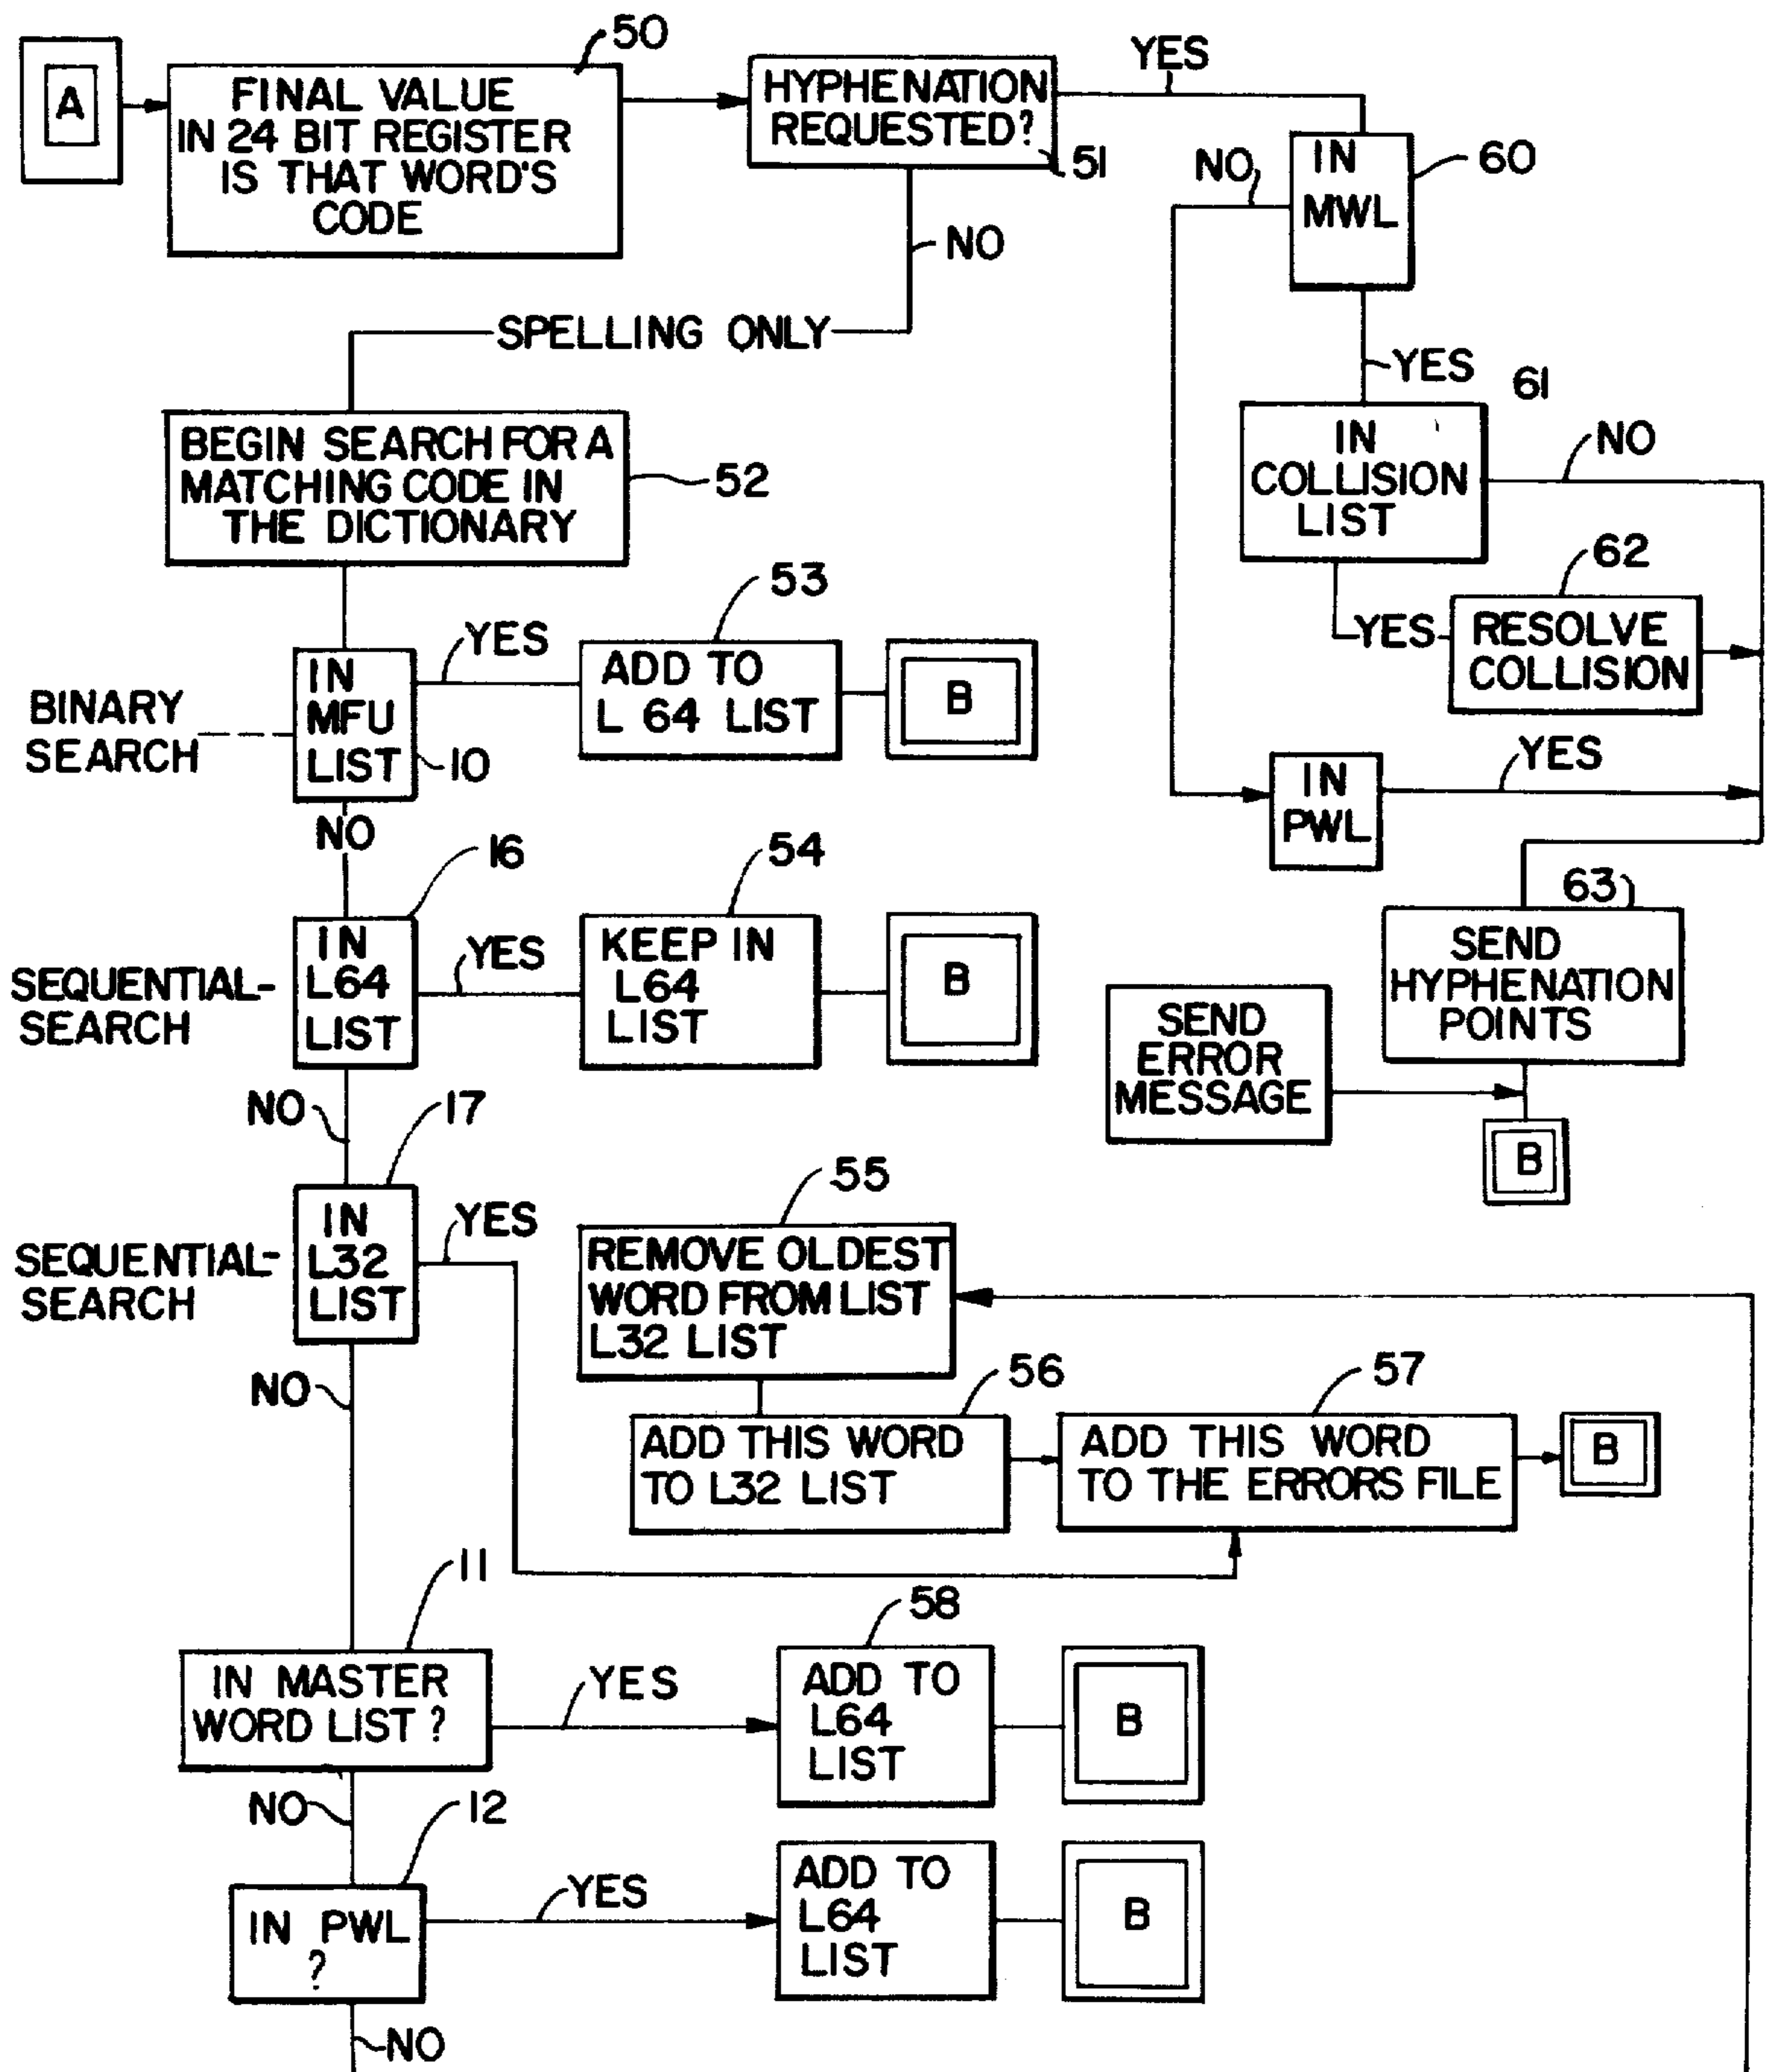 A
50
FINAL VALUE
IN 24 BIT REGISTER
IS THAT WORD'S
CODE
HYPHENATION
REQUESTED?
51
YES
NO
IN
MWL
60
NO
SPELLING ONLY
YES
61
IN
COLLISION
LIST
NO
BEGIN SEARCH FOR A
MATCHING CODE IN
THE DICTIONARY
52
62
YES
RESOLVE
COLLISION
BINARY
SEARCH
IN
MFU
LIST
10
YES
53
ADD TO
L 64 LIST
B
IN
PWL
YES
NO
16
SEQUENTIAL-
SEARCH
IN
L64
LIST
YES
54
KEEP IN
L64
LIST
B
63
SEND
HYPHENATION
POINTS
SEND
ERROR
MESSAGE
B
NO
17
SEQUENTIAL-
SEARCH
IN
L32
LIST
YES
55
REMOVE OLDEST
WORD FROM LIST
L32 LIST
NO
56
ADD THIS WORD
TO L32 LIST
57
ADD THIS WORD
TO THE ERRORS FILE
B
11
IN MASTER
WORD LIST ?
YES
58
ADD TO
L64
LIST
B
NO
12
IN PWL
?
YES
ADD TO
L64
LIST
B
NO